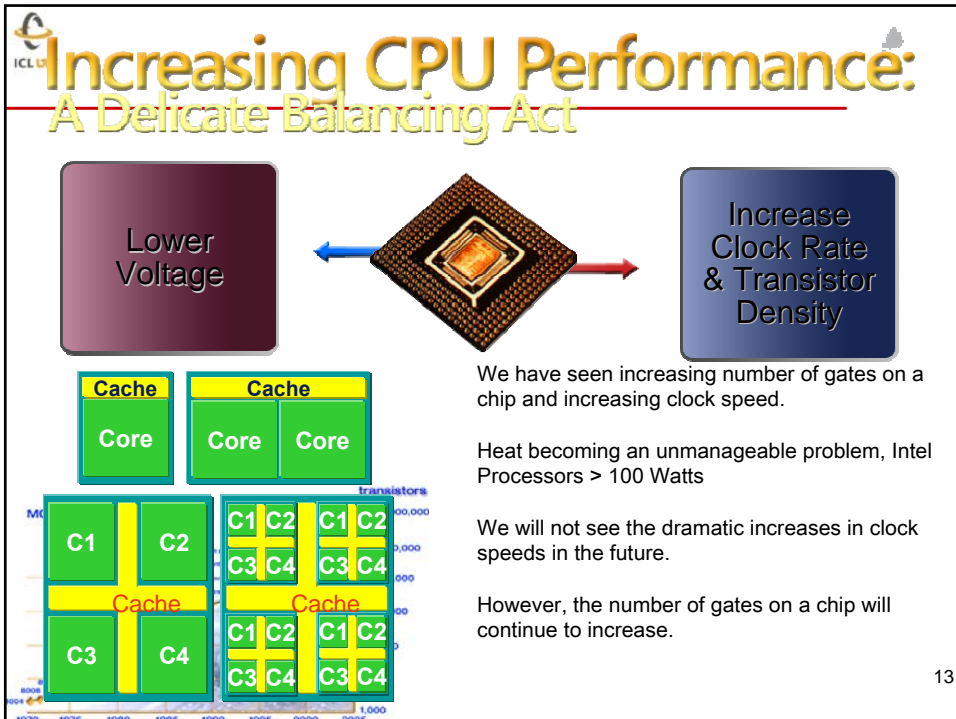 ICL
Increasing CPU Performance:
A Delicate Balancing Act
Lower
Voltage
Increase
Clock Rate
& Transistor
Density
Cache
Core
Cache
Core Core
transistors
C1 C2
C3 C4
Cache
C1 C2 C1 C2
C3 C4 C3 C4
Cache
C1 C2 C1 C2
C3 C4 C3 C4
1,000
We have seen increasing number of gates on a
chip and increasing clock speed.
Heat becoming an unmanageable problem, Intel
Processors > 100 Watts
We will not see the dramatic increases in clock
speeds in the future.
However, the number of gates on a chip will
continue to increase.
13